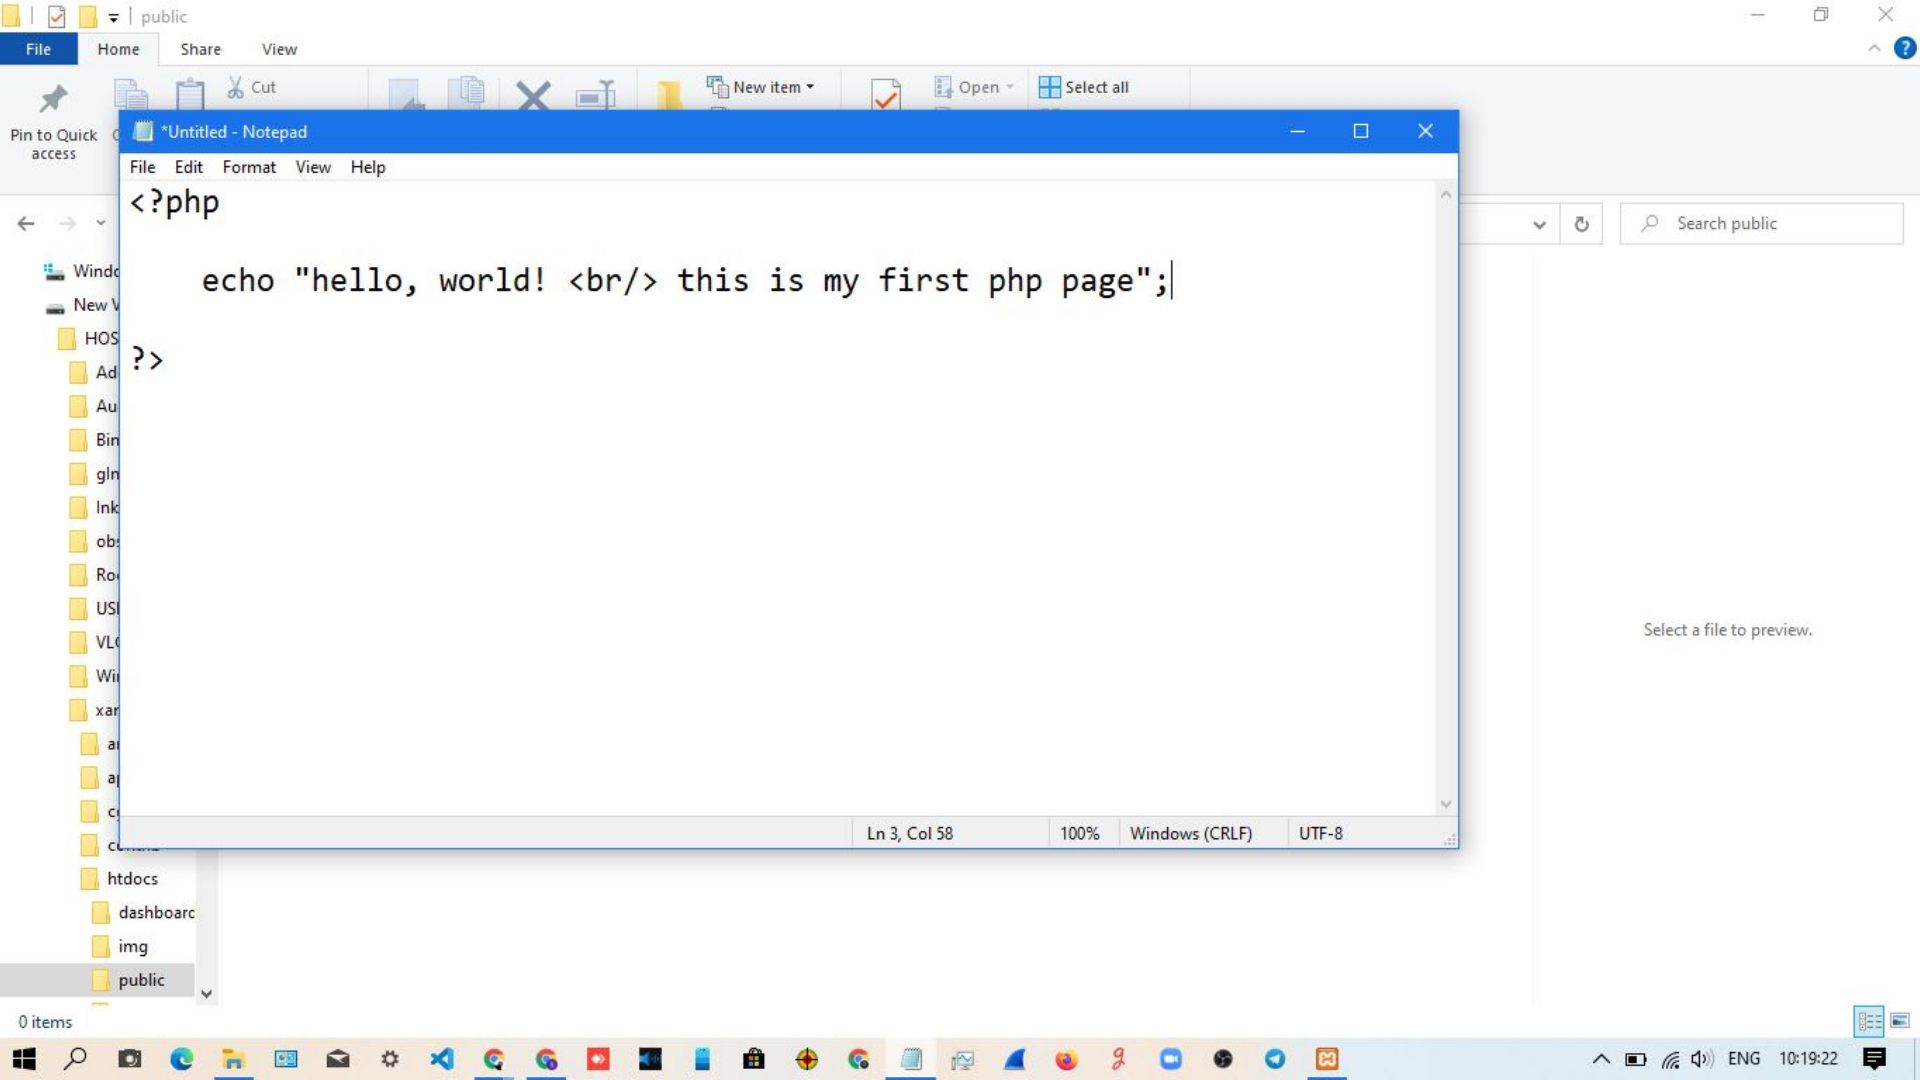 public
File Home Share View
Cut
New item
Open
Select all
Pin to Quick access
*Untitled - Notepad
File Edit Format View Help
<?php
echo "hello, world! <br/> this is my first php page";
?>
Search public
Select a file to preview.
Ln 3, Col 58 100% Windows (CRLF) UTF-8
htdocs
img
public
0 items
ENG 10:19:22